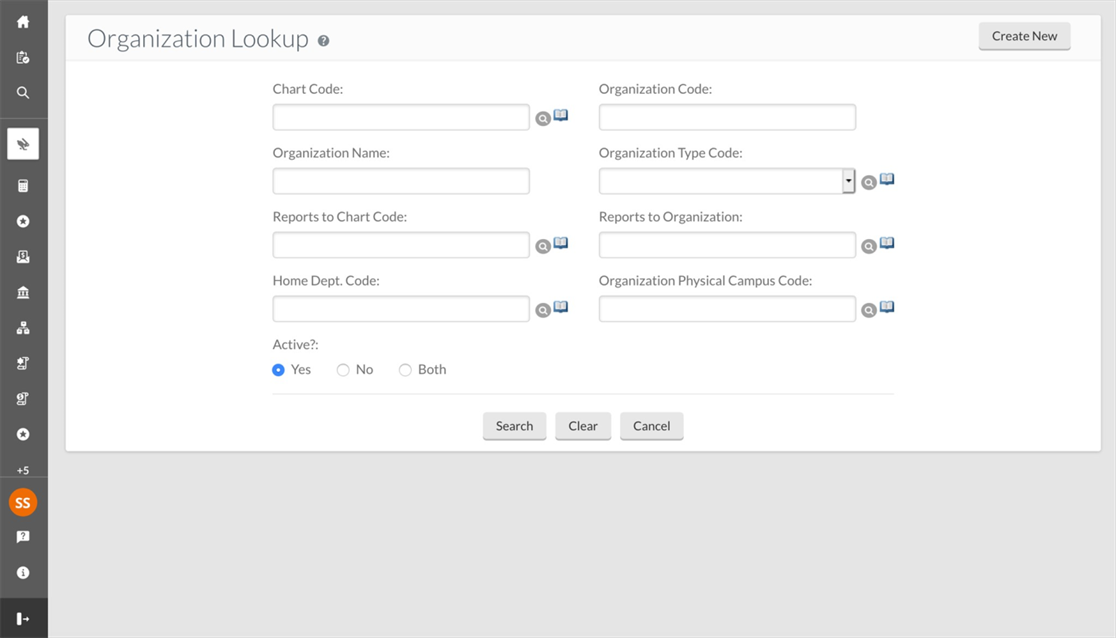 Organization Lookup
Create New
Chart Code:
Organization Code:
Organization Name:
Organization Type Code:
Reports to Chart Code:
Reports to Organization:
Home Dept. Code:
Organization Physical Campus Code:
Active?:
Yes No Both
Search Clear Cancel
+5
SS